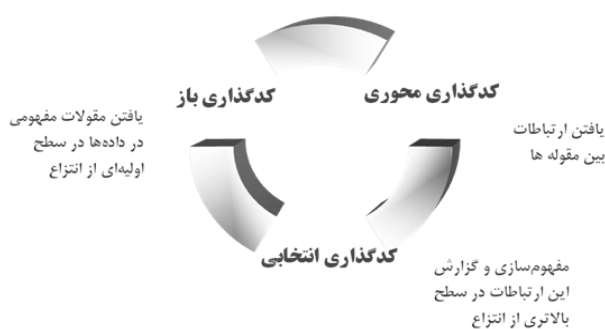 کدگذاری محوری
کدگذاری باز
یافتن ارتباطات
بین مقوله ها
یافتن مقولات مفهومی
در داده‌ها در سطح
اولیه‌ای از انتزاع
کدگذاری انتخابی
مفهوم‌سازی و گزارش
این ارتباطات در سطح
بالاتری از انتزاع